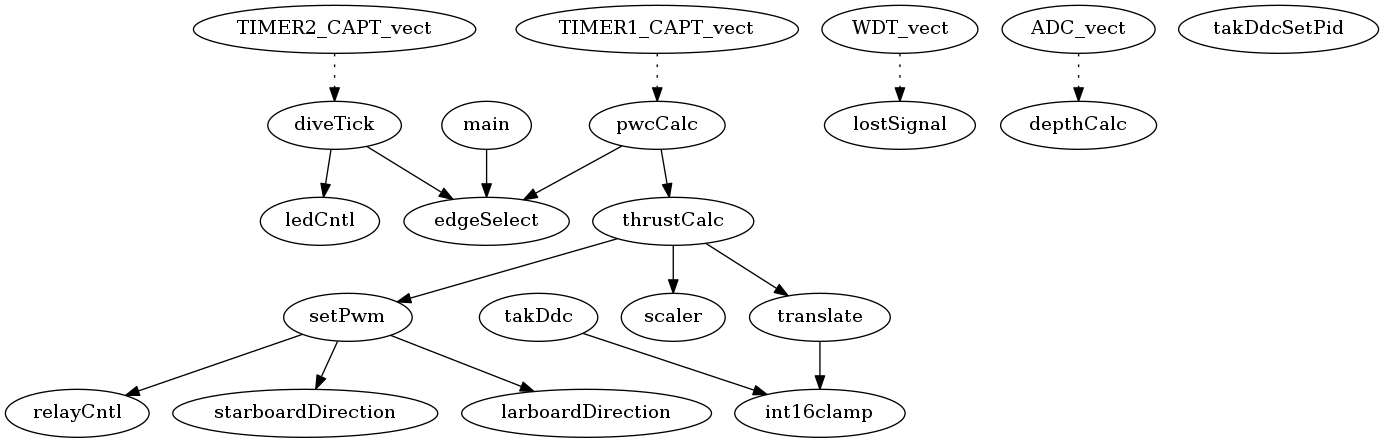 TIMER2_CAPT_vect
TIMER1_CAPT_vect
WDT_vect
ADC_vect
takDdcSetPid
diveTick
main
pwcCalc
lostSignal
depthCalc
ledCntl
edgeSelect
thrustCalc
setPwm
takDdc
scaler
translate
relayCntl
starboardDirection
larboardDirection
int16clamp